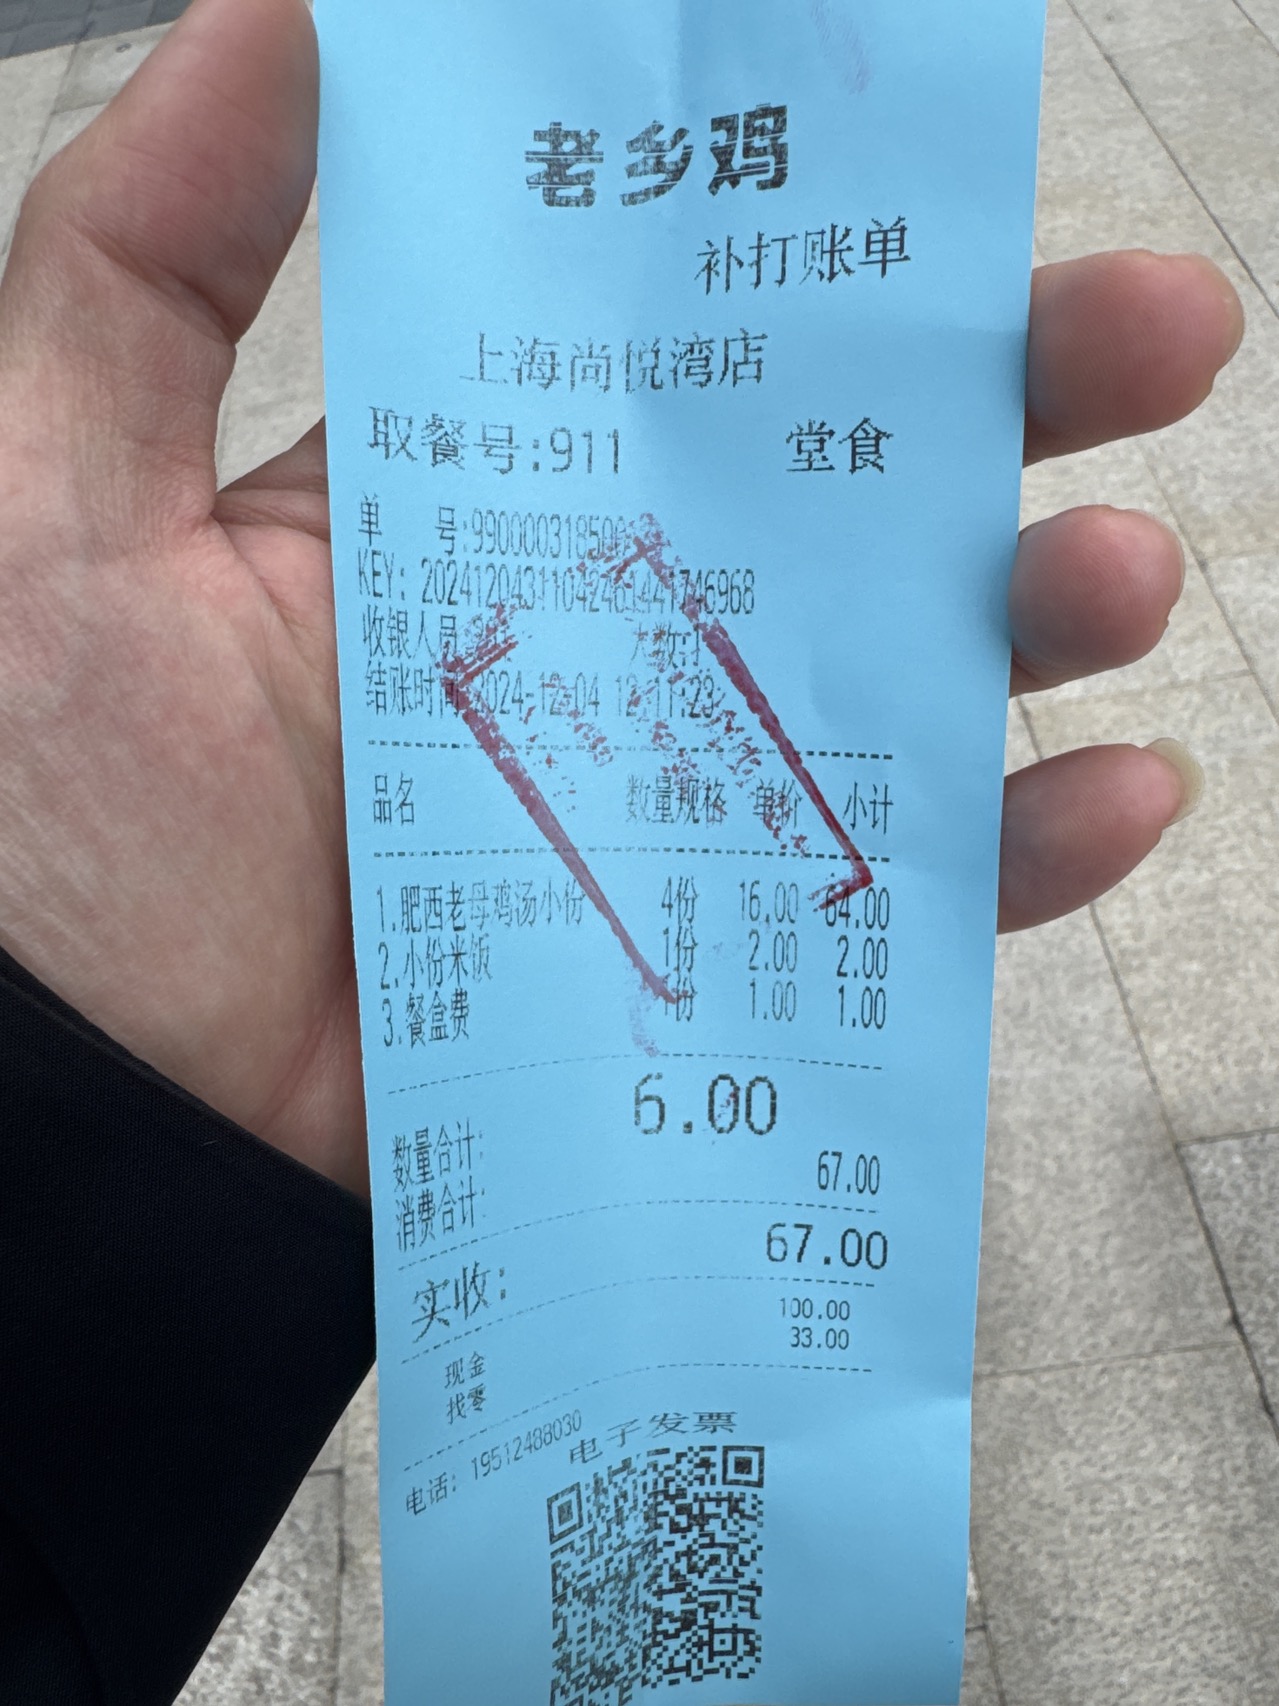 老乡鸡
补打账单
上海尚悦湾店
取餐号:911 堂食
单 号:990000318500
KEY: 20241204311042461441746968
收银人员 人数:1
结账时间:2024-12-04 12:11:23
品名 数量规格 单价 小计
1.肥西老母鸡汤小份 4份 16.00 64.00
2.小份米饭 1份 2.00 2.00
3.餐盒费 1份 1.00 1.00
数量合计: 6.00
消费合计: 67.00
实收: 67.00
现金 100.00
找零 33.00
电话: 19512488030
电子发票